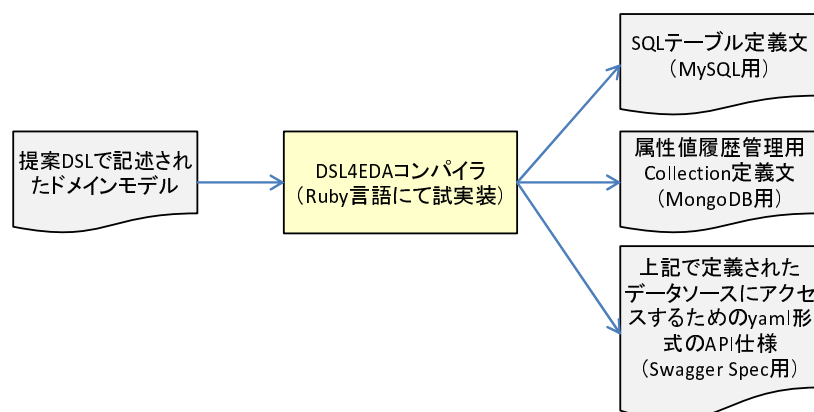 提案DSLで記述され
たドメインモデル
DSL4EDAコンパイラ
（Ruby言語にて試実装）
SQLテーブル定義文
（MySQL用）
属性値履歴管理用
Collection定義文
（MongoDB用）
上記で定義された
データソースにアクセ
スするためのyaml形
式のAPI仕様
（Swagger Spec用）